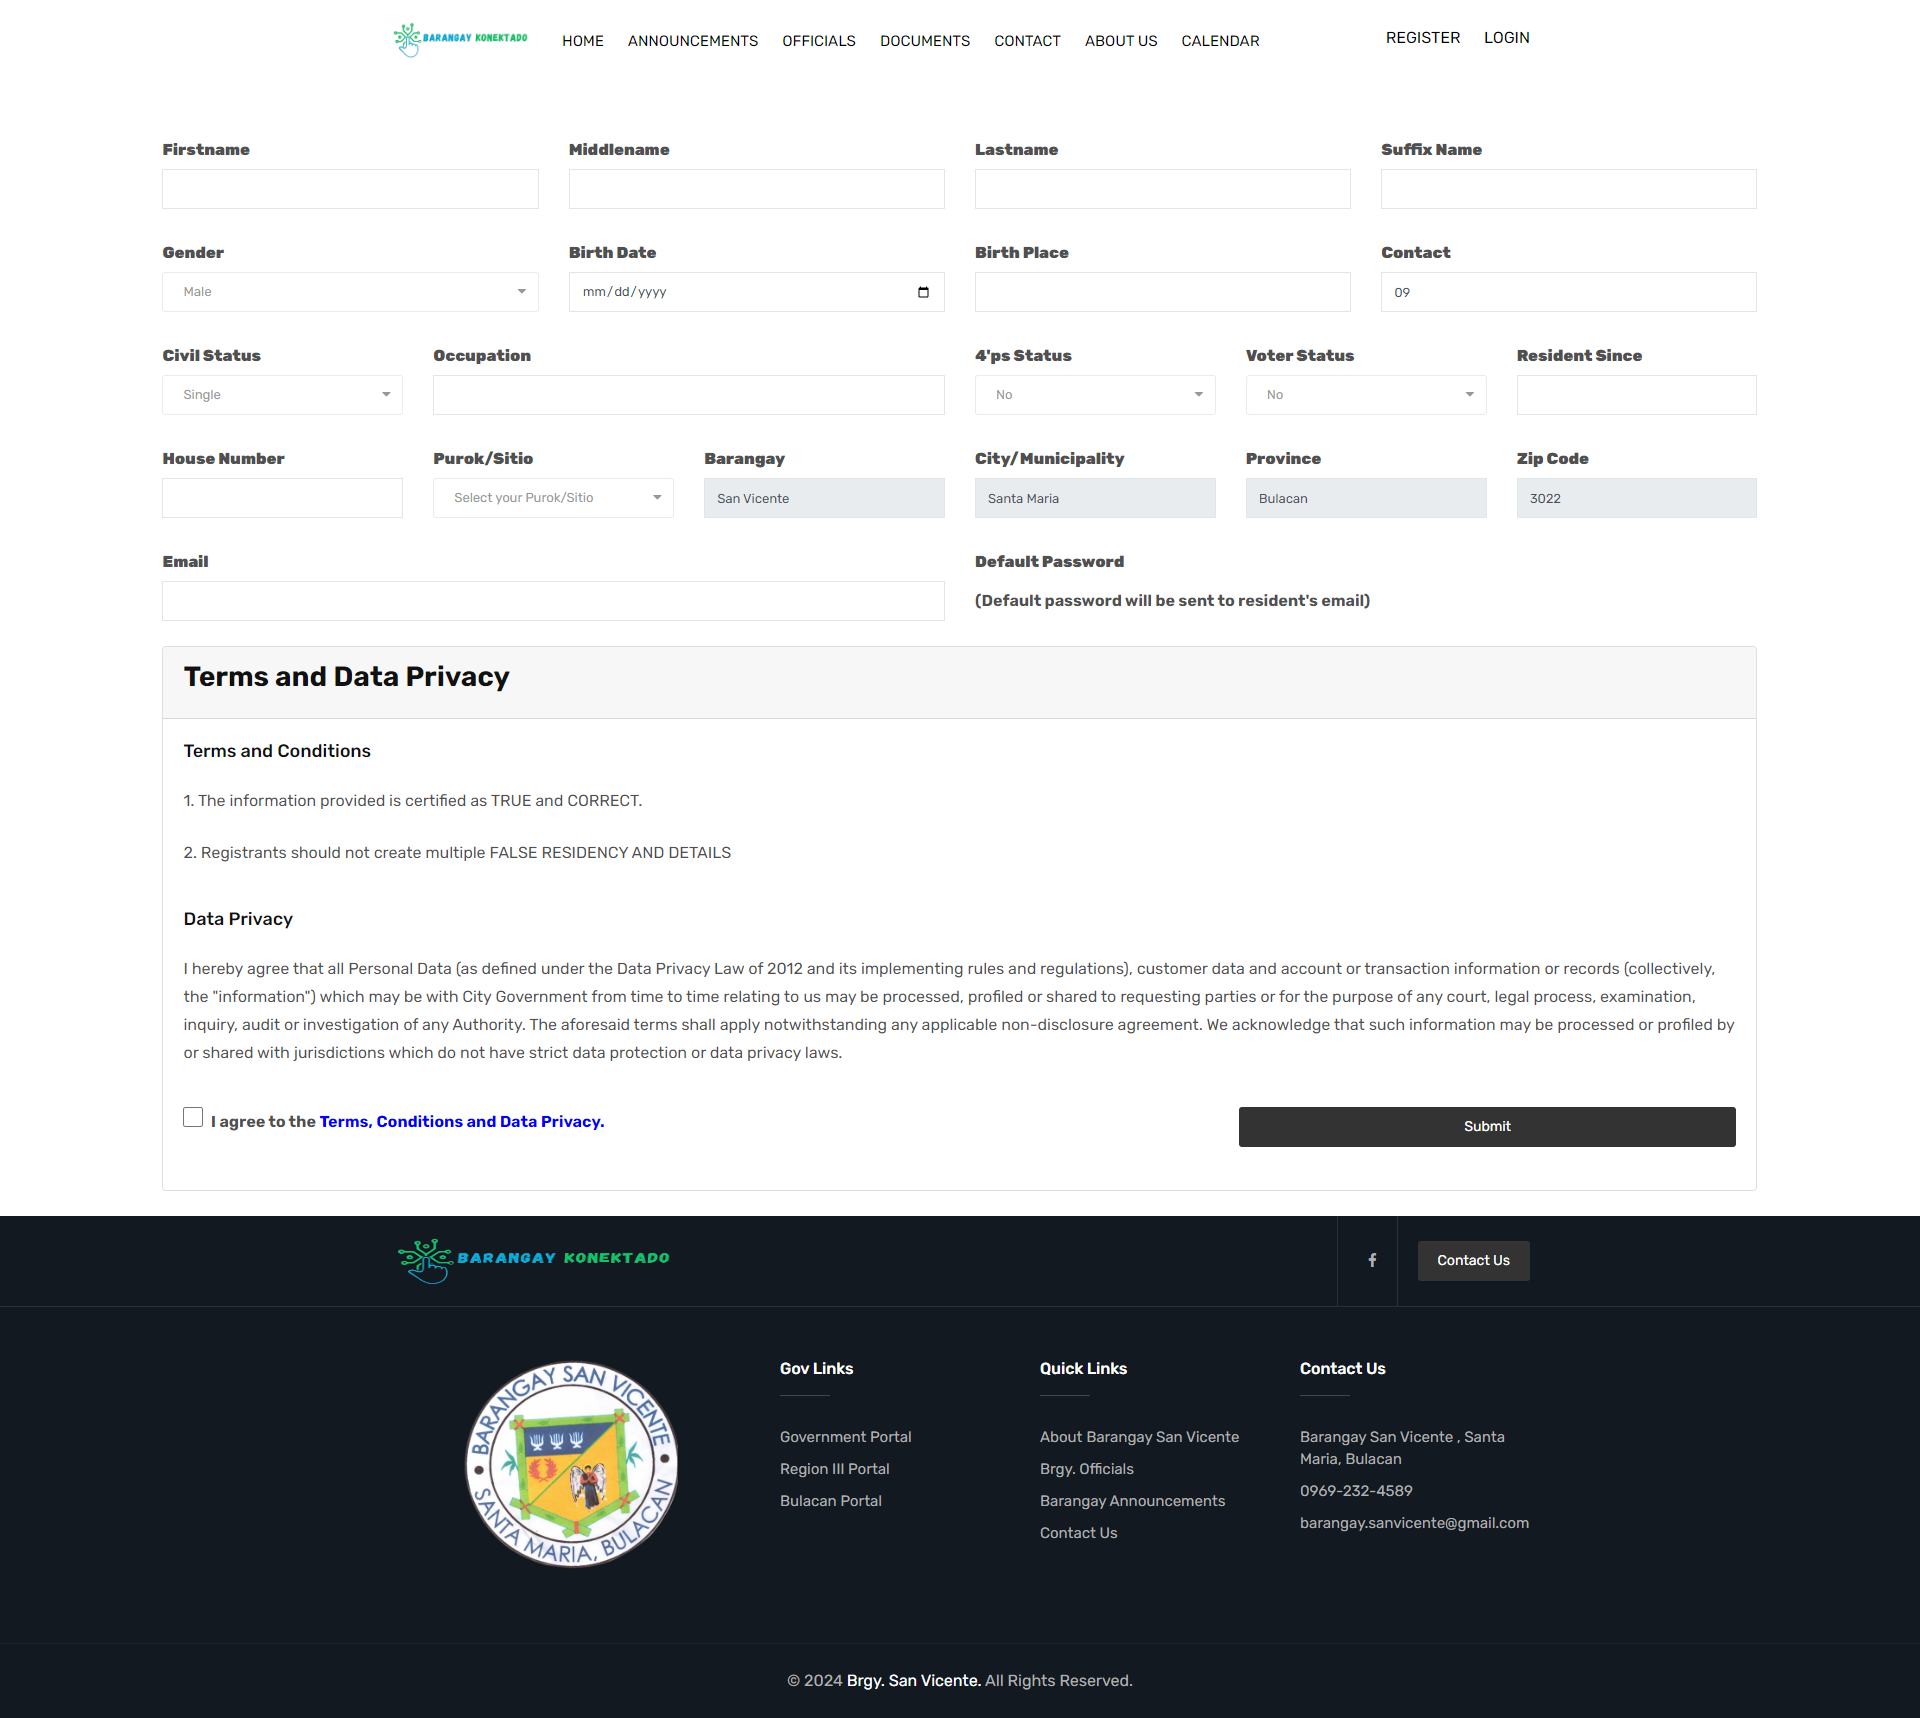 BARANGAY KONEKTADO
HOME ANNOUNCEMENTS OFFICIALS DOCUMENTS CONTACT ABOUT US CALENDAR
REGISTER LOGIN
Firstname Middlename Lastname Suffix Name
Gender Birth Date Birth Place Contact
Male mm/dd/yyyy 09
Civil Status Occupation 4'ps Status Voter Status Resident Since
Single No No
House Number Purok/Sitio Barangay City/Municipality Province Zip Code
Select your Purok/Sitio San Vicente Santa Maria Bulacan 3022
Email Default Password
(Default password will be sent to resident's email)
Terms and Data Privacy
Terms and Conditions
1. The information provided is certified as TRUE and CORRECT.
2. Registrants should not create multiple FALSE RESIDENCY AND DETAILS
Data Privacy
I hereby agree that all Personal Data (as defined under the Data Privacy Law of 2012 and its implementing rules and regulations), customer data and account or transaction information or records (collectively,
the "information") which may be with City Government from time to time relating to us may be processed, profiled or shared to requesting parties or for the purpose of any court, legal process, examination,
inquiry, audit or investigation of any Authority. The aforesaid terms shall apply notwithstanding any applicable non-disclosure agreement. We acknowledge that such information may be processed or profiled by
or shared with jurisdictions which do not have strict data protection or data privacy laws.
I agree to the Terms, Conditions and Data Privacy.
Submit
BARANGAY KONEKTADO
Contact Us
BARANGAY SAN VICENTE
SANTA MARIA, BULACAN
Gov Links
Government Portal
Region III Portal
Bulacan Portal
Quick Links
About Barangay San Vicente
Brgy. Officials
Barangay Announcements
Contact Us
Contact Us
Barangay San Vicente , Santa
Maria, Bulacan
0969-232-4589
barangay.sanvicente@gmail.com
© 2024 Brgy. San Vicente. All Rights Reserved.